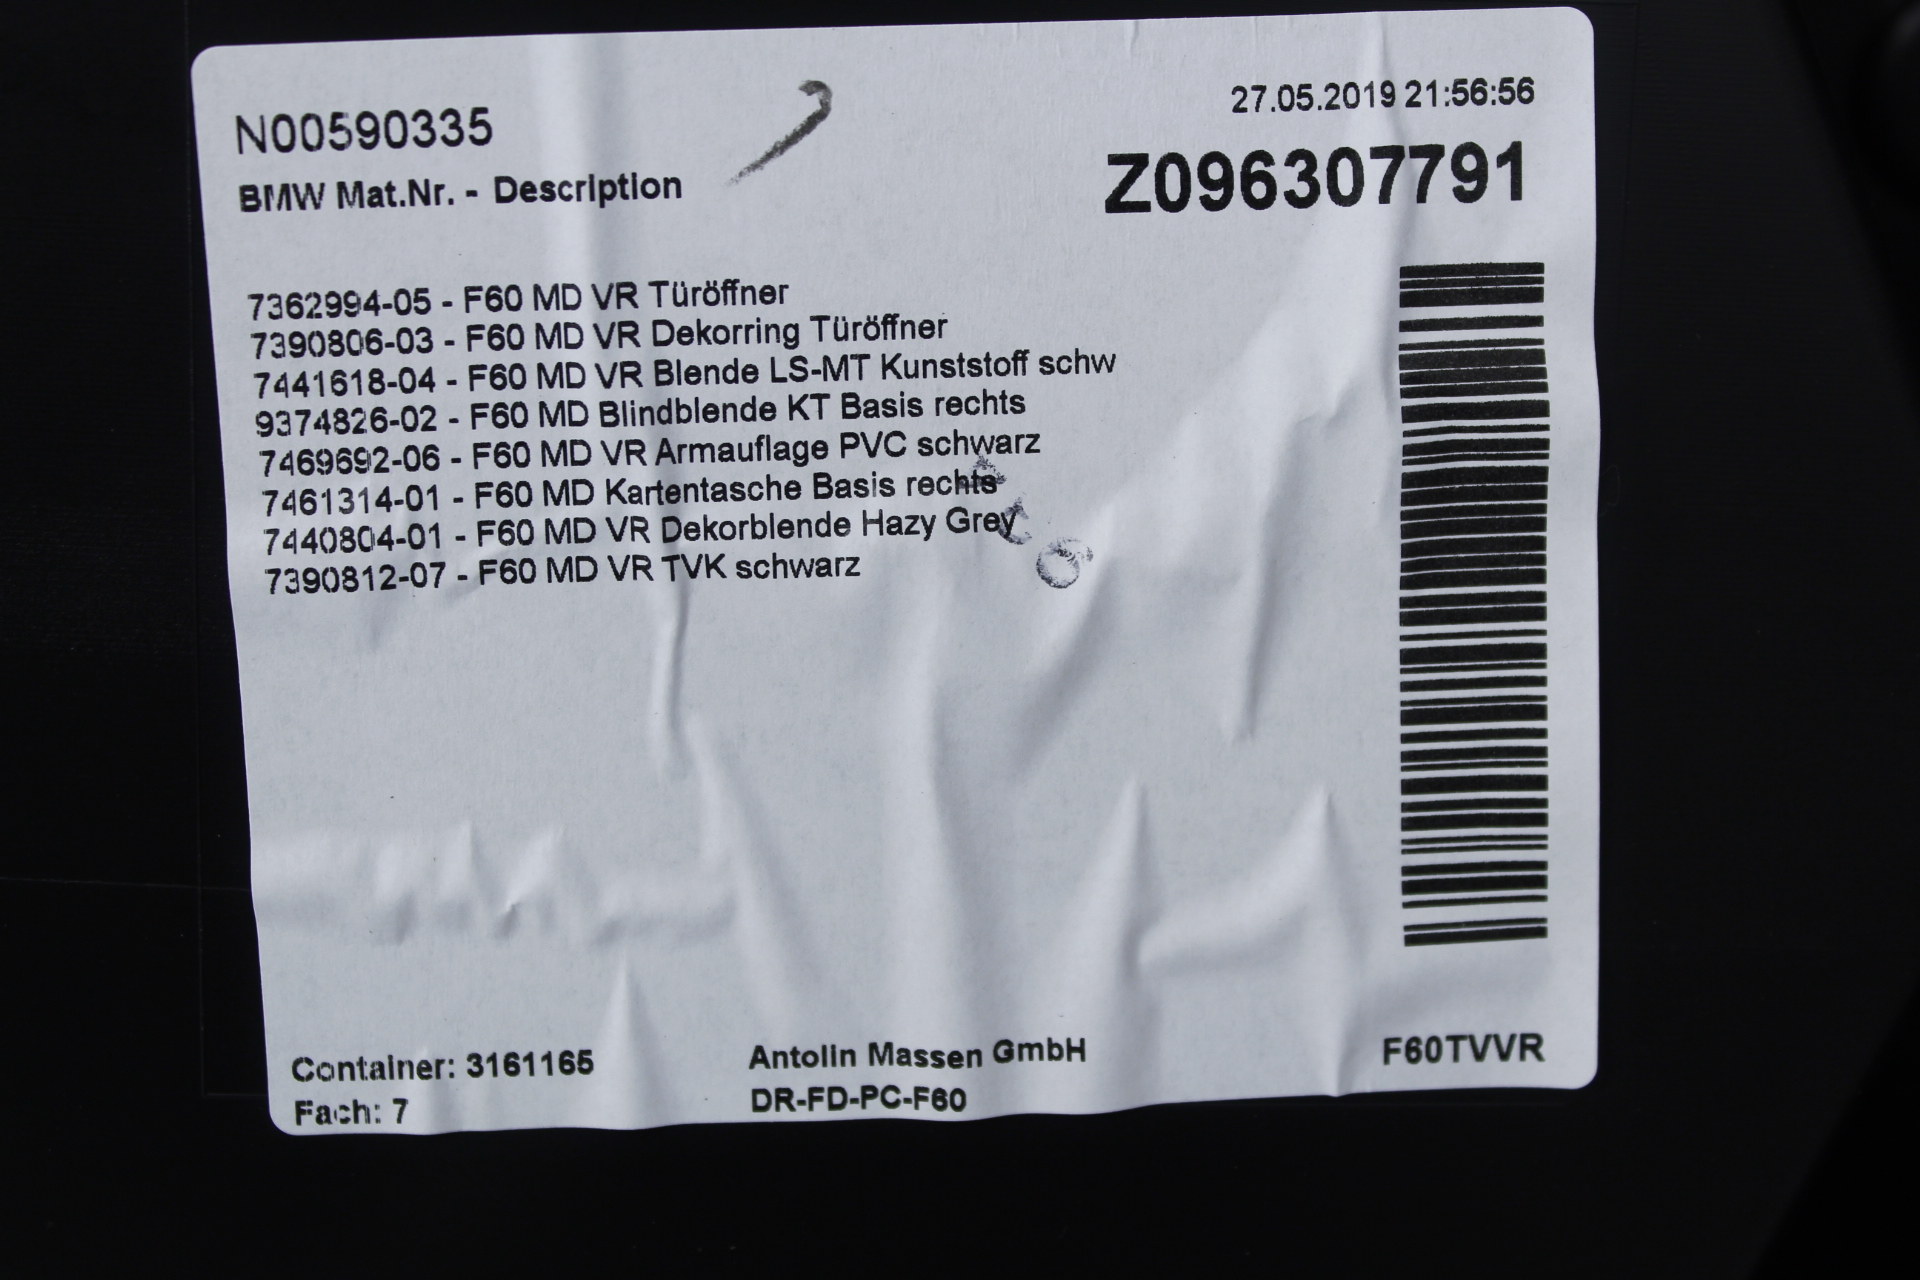 N00590335
27.05.2019 21:56:56
BMW Mat.Nr. - Description
Z096307791
7362994-05 - F60 MD VR Türöffner
7390806-03 - F60 MD VR Dekorring Türöffner
7441618-04 - F60 MD VR Blende LS-MT Kunststoff schw
9374826-02 - F60 MD Blindblende KT Basis rechts
7469692-06 - F60 MD VR Armauflage PVC schwarz
7461314-01 - F60 MD Kartentasche Basis rechts
7440804-01 - F60 MD VR Dekorblende Hazy Grey
7390812-07 - F60 MD VR TVK schwarz
Container: 3161165
Fach: 7
Antolin Massen GmbH
DR-FD-PC-F60
F60TVVR